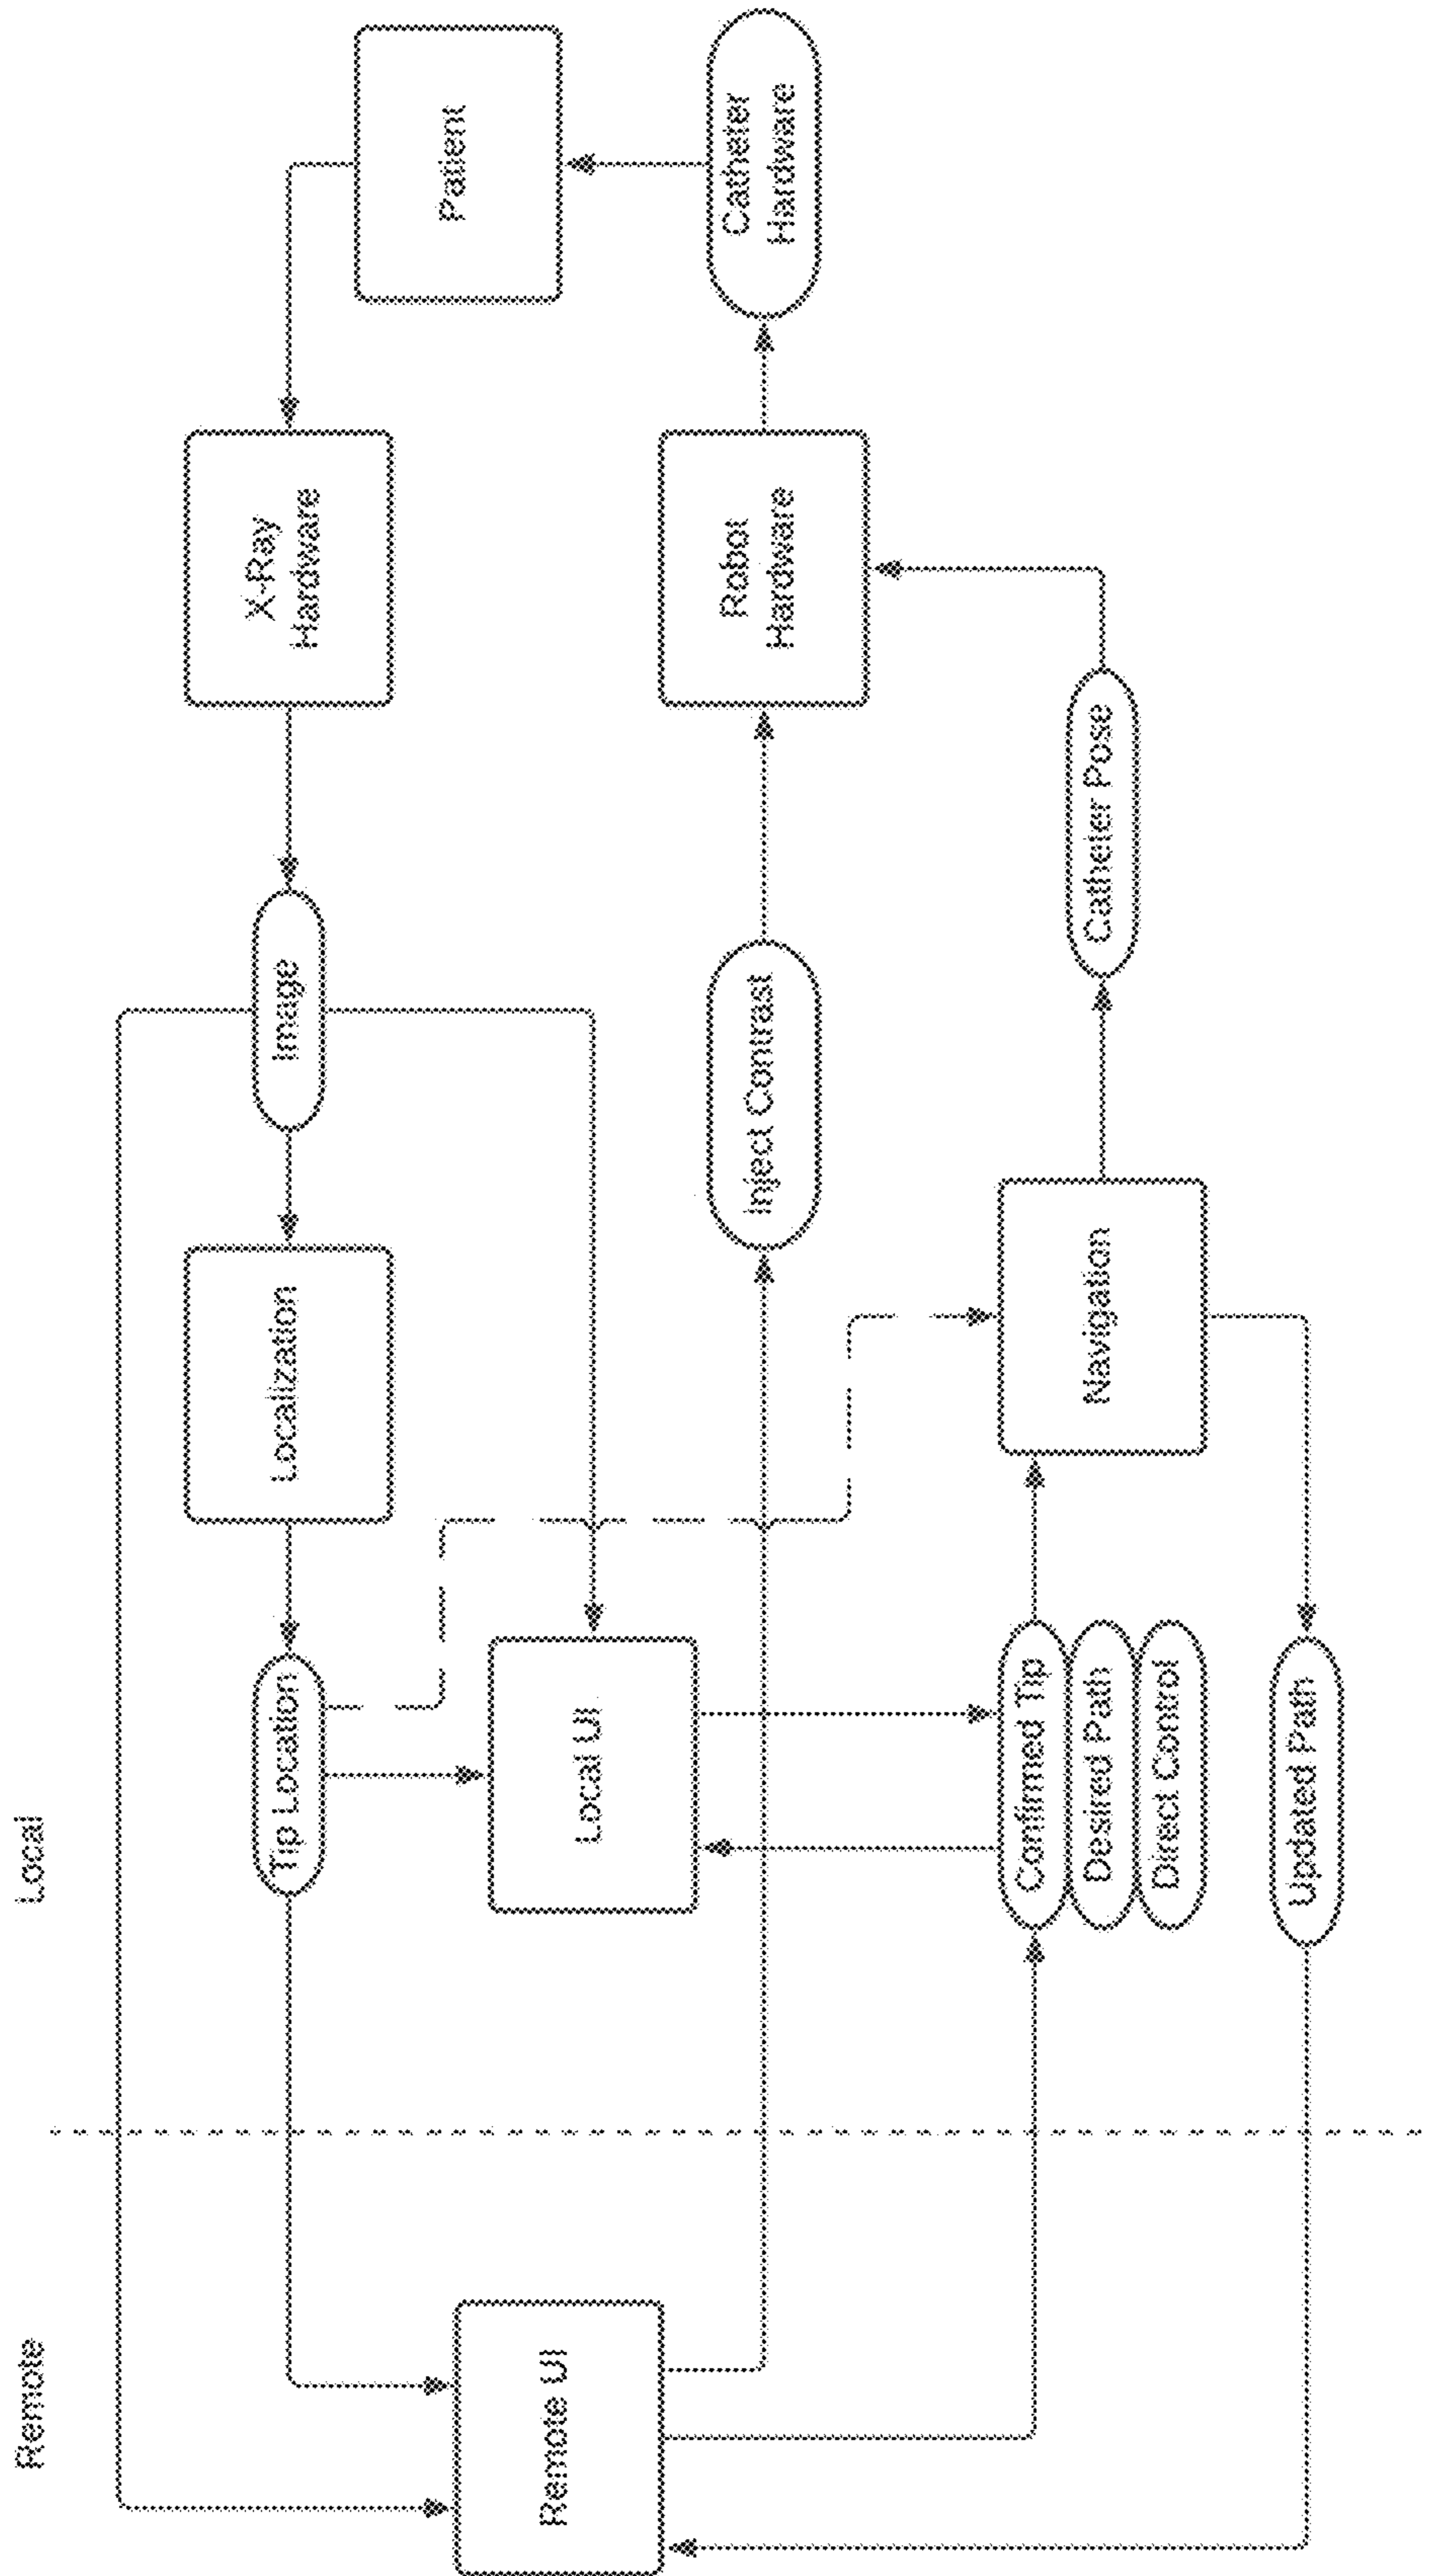 Remote
Local
Tip Location
Localization
Image
X-Ray
Hardware
Patient
Remote UI
Local UI
Inject Contrast
Robot
Hardware
Catheter
Hardware
Confirmed Tip
Desired Path
Direct Control
Navigation
Catheter Pose
Updated Path